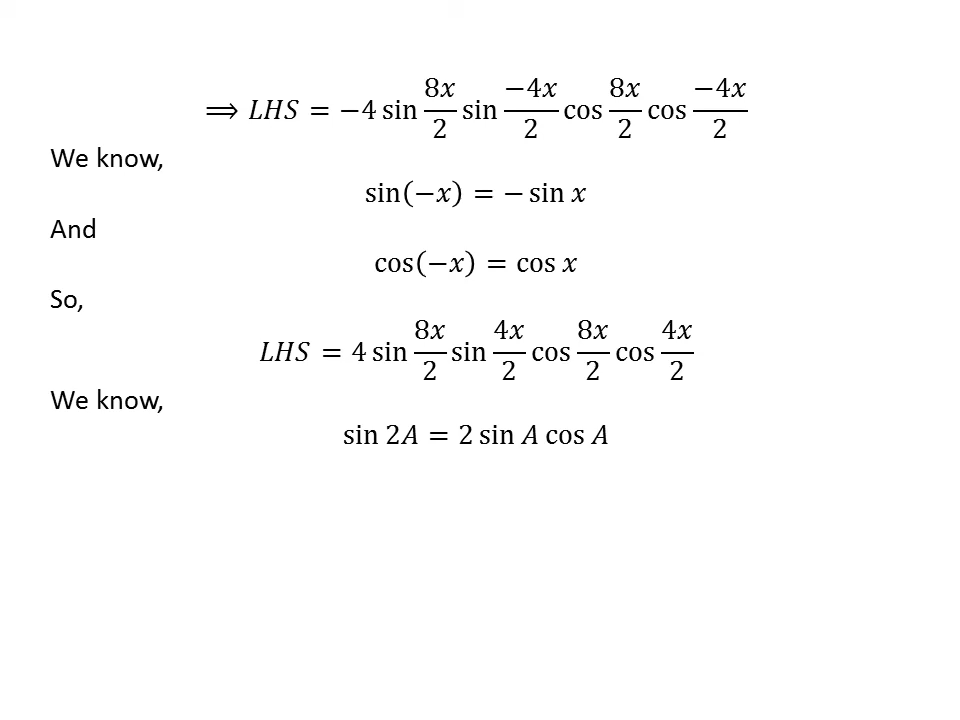 ⟹ 𝐿𝐻𝑆 = −4 sin 8𝑥/2 sin −4𝑥/2 cos 8𝑥/2 cos −4𝑥/2
We know,
sin(−𝑥) = − sin 𝑥
And
cos(−𝑥) = cos 𝑥
So,
𝐿𝐻𝑆 = 4 sin 8𝑥/2 sin 4𝑥/2 cos 8𝑥/2 cos 4𝑥/2
We know,
sin 2𝐴 = 2 sin 𝐴 cos 𝐴